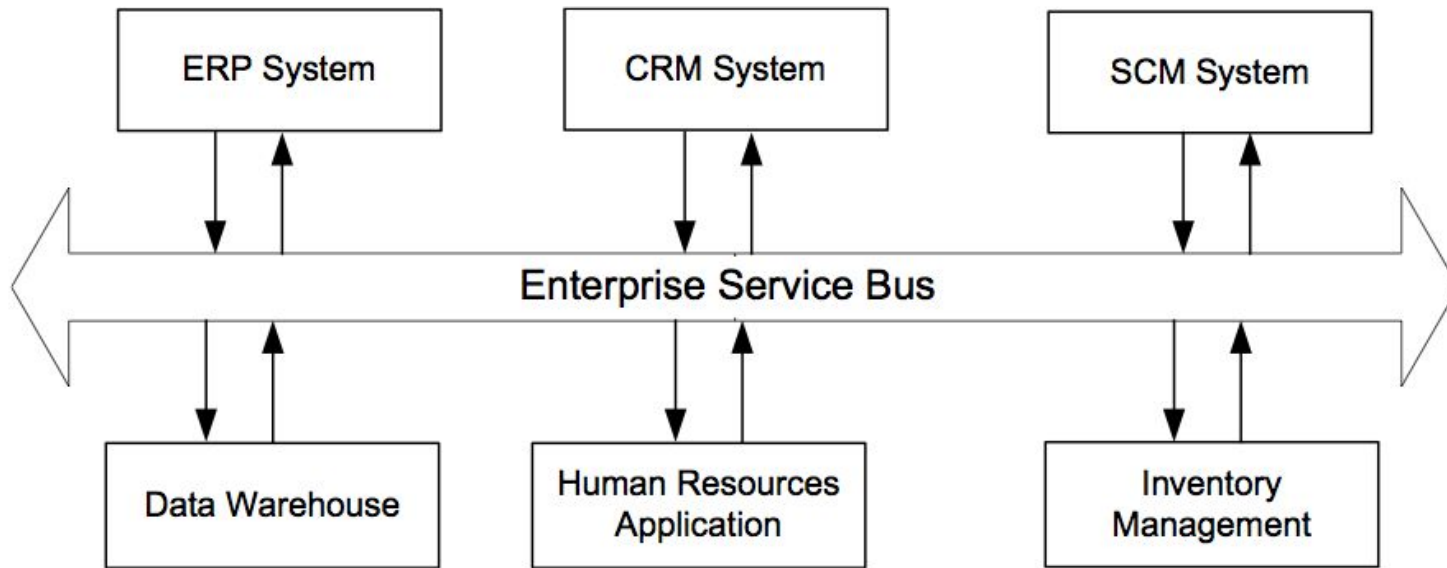 ERP System
CRM System
SCM System
Enterprise Service Bus
Data Warehouse
Human Resources
Application
Inventory
Management